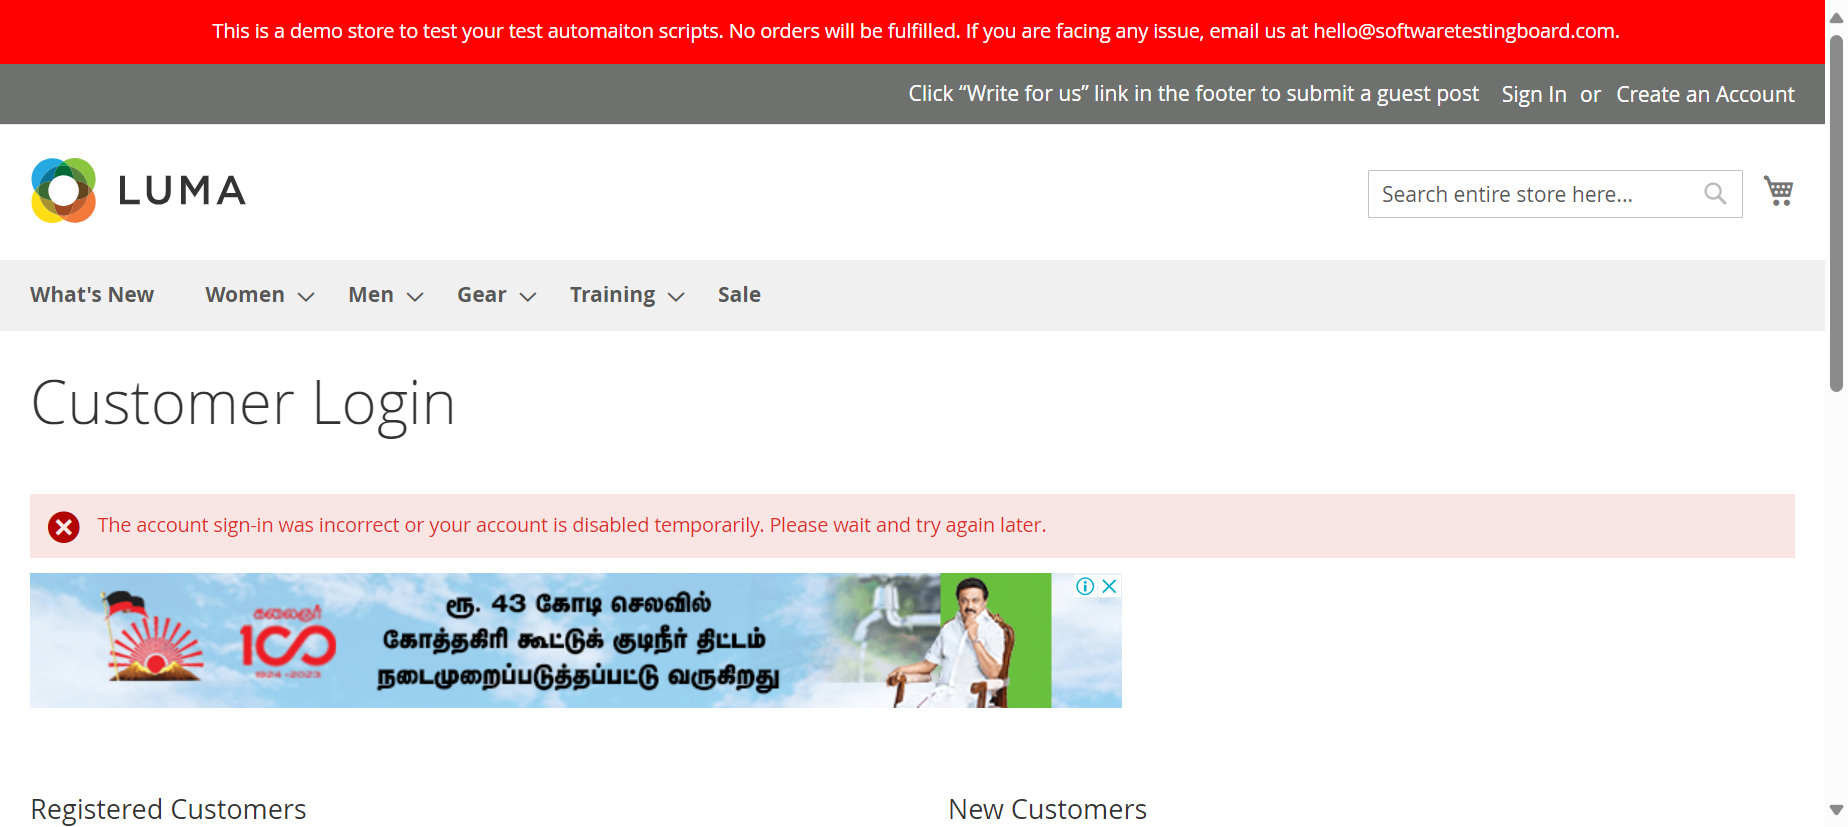 This is a demo store to test your test automaiton scripts. No orders will be fulfilled. If you are facing any issue, email us at hello@softwaretestingboard.com.
Click “Write for us” link in the footer to submit a guest post Sign In or Create an Account
LUMA
Search entire store here...
What's New Women Men Gear Training Sale
Customer Login
The account sign-in was incorrect or your account is disabled temporarily. Please wait and try again later.
கலைஞர்
100
1924 -2023
ரூ. 43 கோடி செலவில்
கோத்தகிரி கூட்டுக் குடிநீர் திட்டம்
நடைமுறைப்படுத்தப்பட்டு வருகிறது
Registered Customers
New Customers